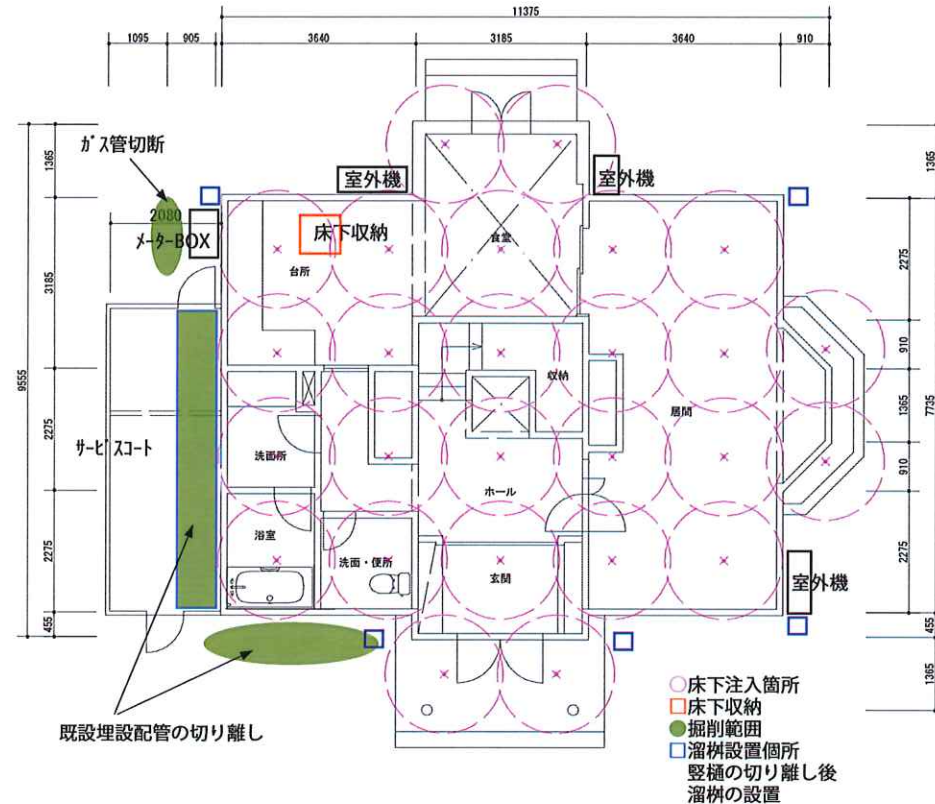 11375
1095
905
3640
3185
3640
910
ガス管切断
室外機
室外機
2080
メーターBOX
床下収納
台所
食堂
9555
1365
3185
2275
2275
455
1365
2275
910
1365
910
2275
455
1365
7735
収納
居間
サービスコート
洗面所
ホール
浴室
洗面・便所
玄関
室外機
既設埋設配管の切り離し
床下注入箇所
床下収納
掘削範囲
溜桝設置個所
竪樋の切り離し後
溜桝の設置